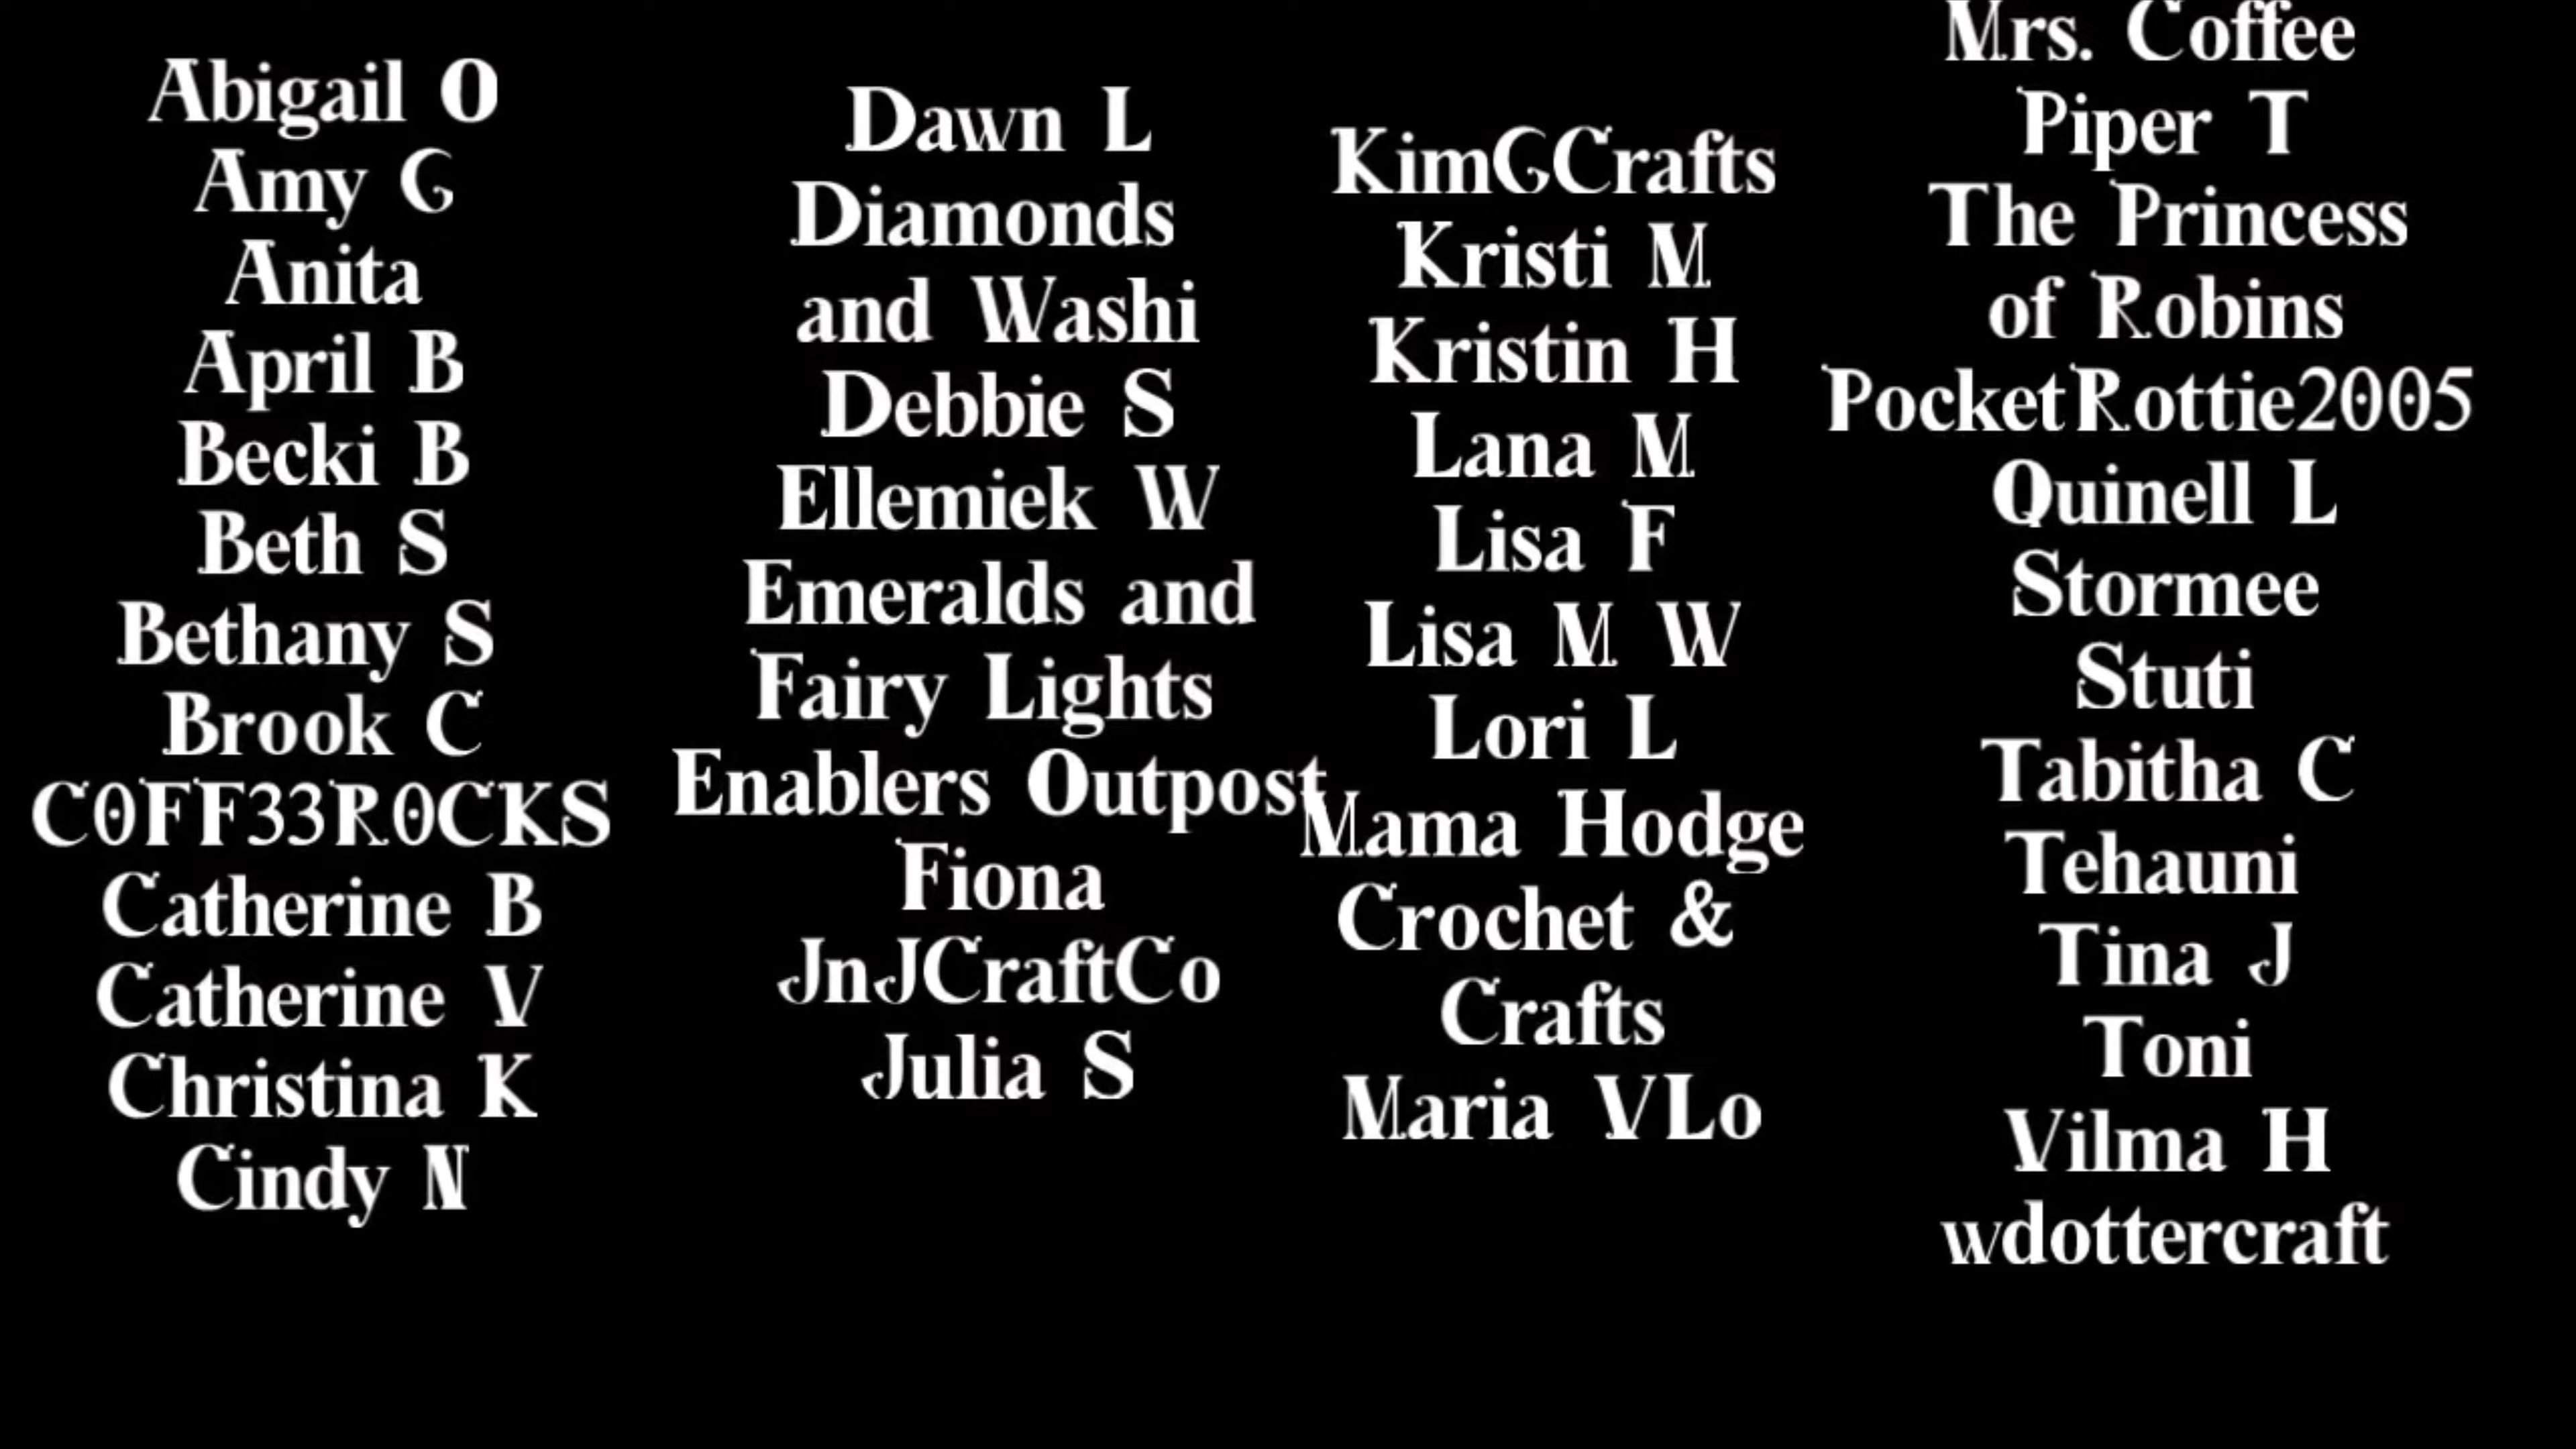 Abigail O
Amy G
Anita
April B
Becki B
Beth S
Bethany S
Brook C
C0FF33R0CKS
Catherine B
Catherine V
Christina K
Cindy N
Dawn L
Diamonds
and Washi
Debbie S
Ellemiek W
Emeralds and
Fairy Lights
Enablers Outpost
Fiona
JnJCraftCo
Julia S
KimGCrafts
Kristi M
Kristin H
Lana M
Lisa F
Lisa M W
Lori L
Mama Hodge
Crochet &
Crafts
Maria VLo
Mrs. Coffee
Piper T
The Princess
of Robins
PocketRottie2005
Quinell L
Stormee
Stuti
Tabitha C
Tehauni
Tina J
Toni
Vilma H
wdottercraft